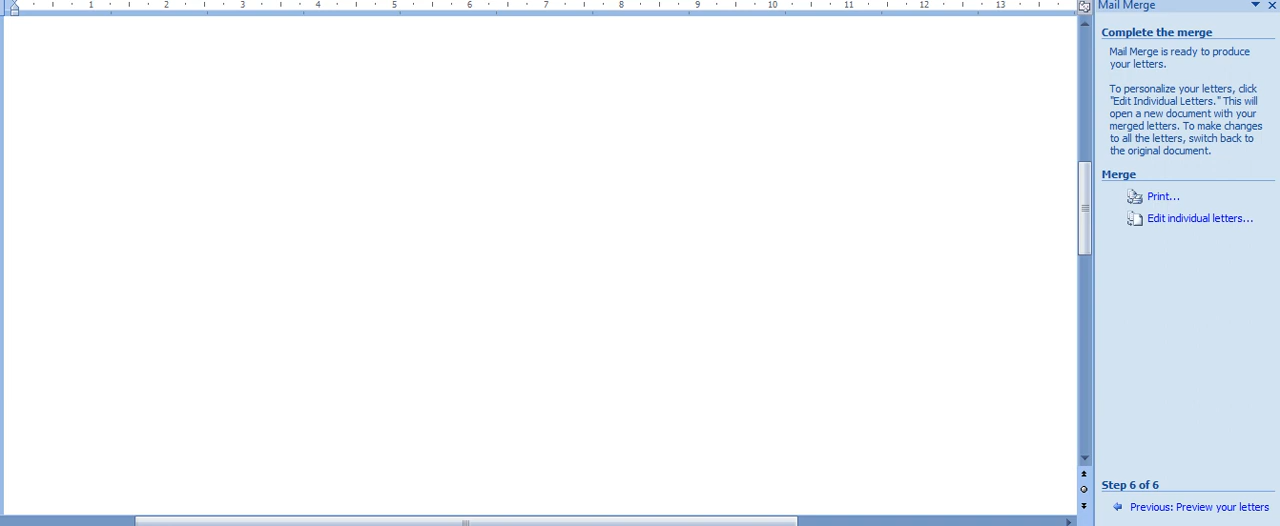 1 2 3 4 5 6 7 8 9 10 11 12 13
Mail Merge
Complete the merge
Mail Merge is ready to produce
your letters.
To personalize your letters, click
"Edit Individual Letters." This will
open a new document with your
merged letters. To make changes
to all the letters, switch back to
the original document.
Merge
Print...
Edit individual letters...
Step 6 of 6
Previous: Preview your letters